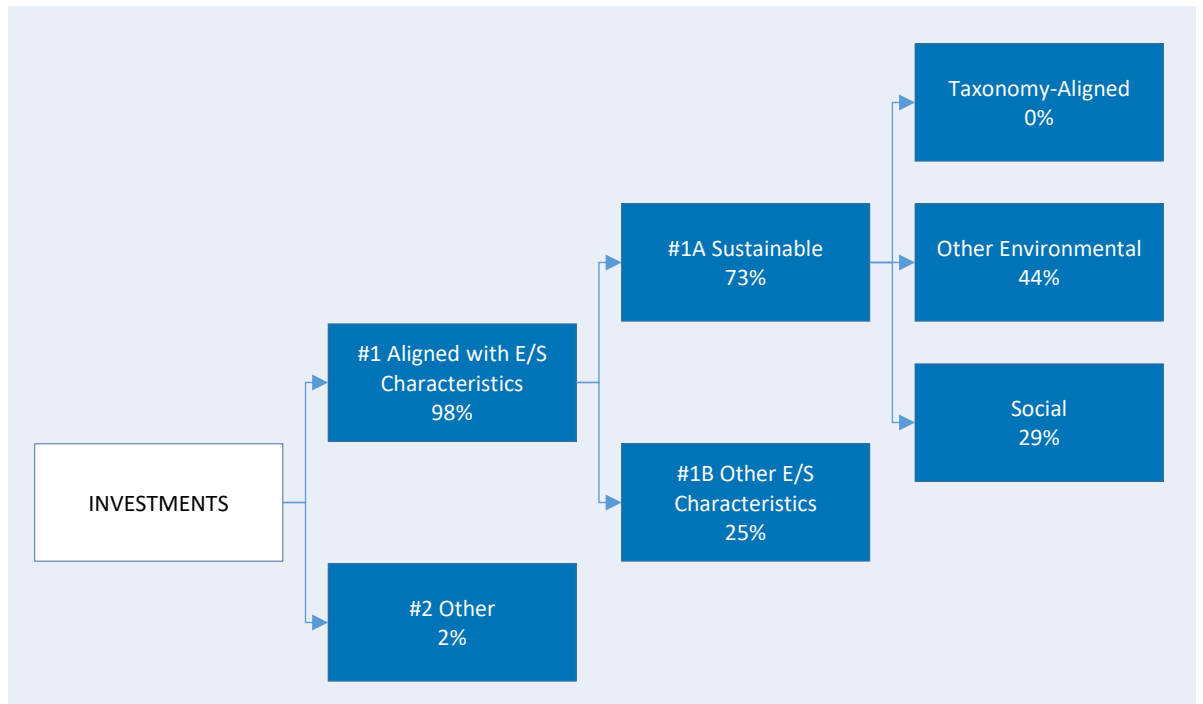 INVESTMENTS
#1 Aligned with E/S
Characteristics
98%
#2 Other
2%
#1A Sustainable
73%
#1B Other E/S
Characteristics
25%
Taxonomy-Aligned
0%
Other Environmental
44%
Social
29%